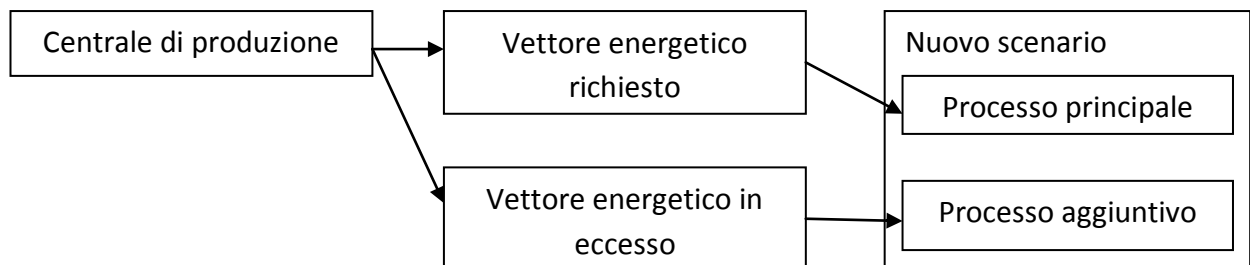 Centrale di produzione
Vettore energetico
richiesto
Nuovo scenario
Processo principale
Vettore energetico in
eccesso
Processo aggiuntivo